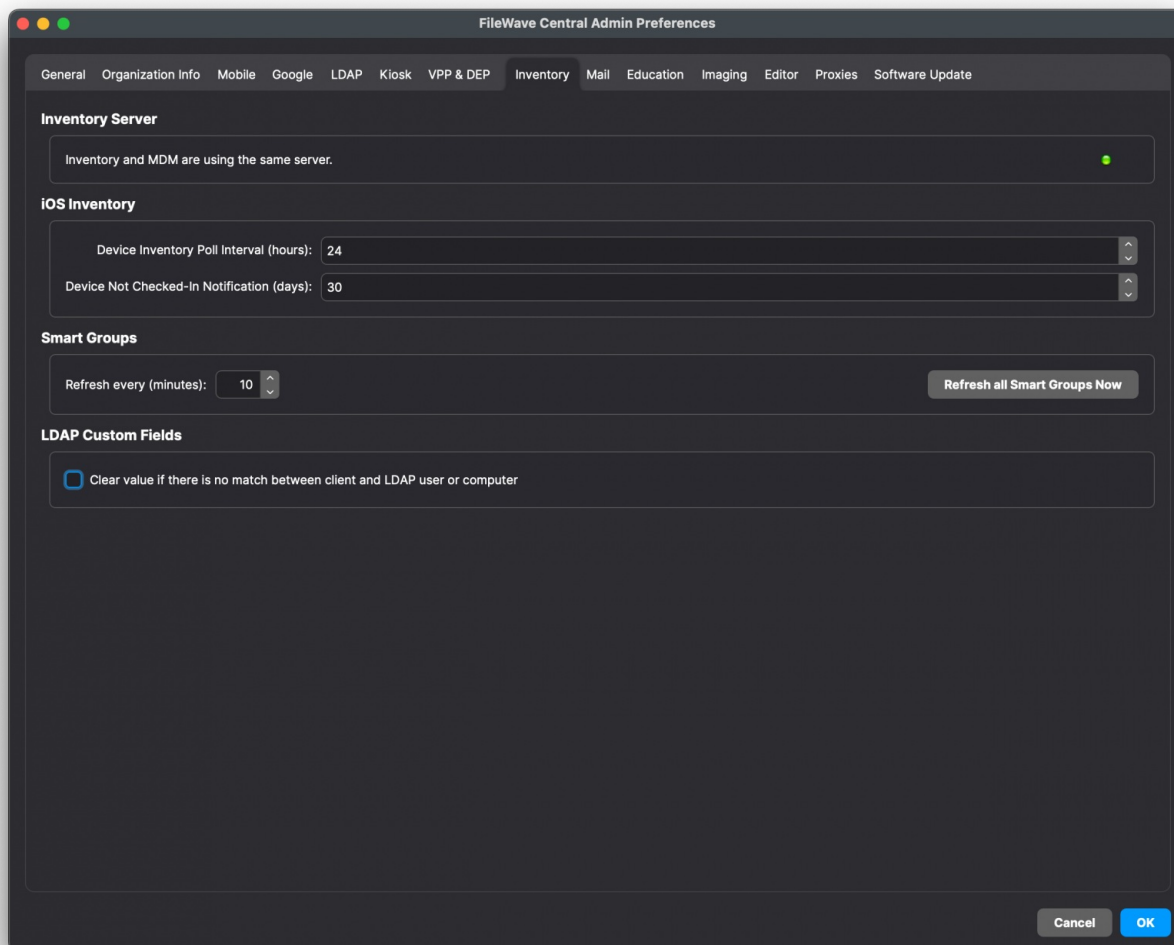 FileWave Central Admin Preferences
General Organization Info Mobile Google LDAP Kiosk VPP & DEP Inventory Mail Education Imaging Editor Proxies Software Update
Inventory Server
Inventory and MDM are using the same server.
iOS Inventory
Device Inventory Poll Interval (hours): 24
Device Not Checked-In Notification (days): 30
Smart Groups
Refresh every (minutes): 10 Refresh all Smart Groups Now
LDAP Custom Fields
Clear value if there is no match between client and LDAP user or computer
Cancel OK